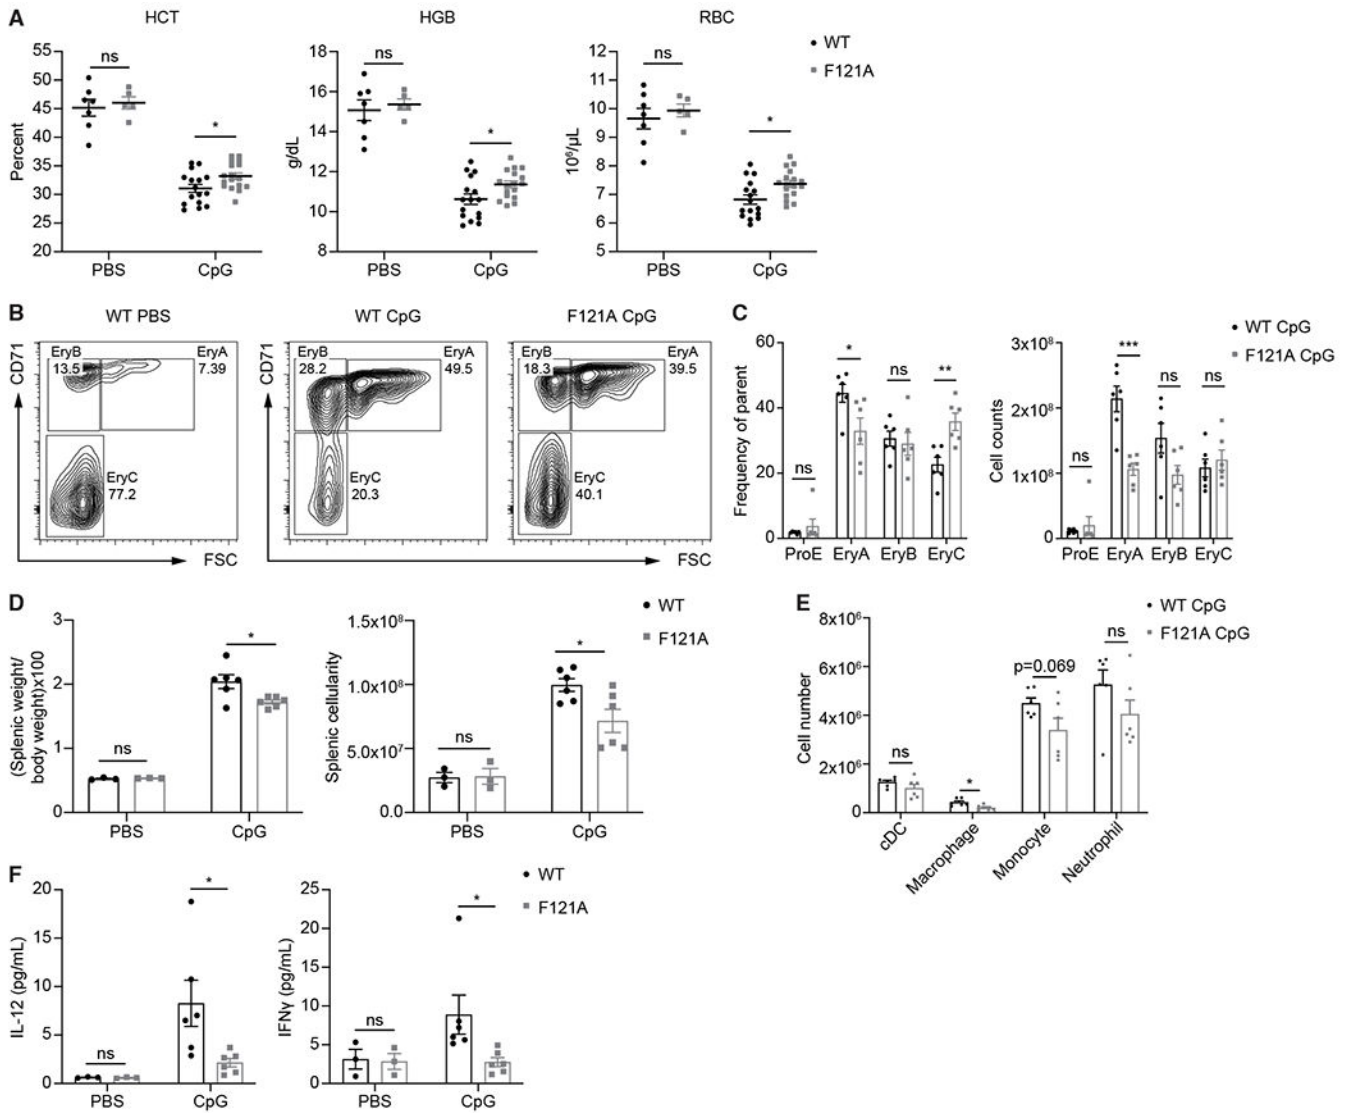 A
HCT
HGB
RBC
WT
F121A
Percent
55
50
45
40
35
30
25
20
ns
*
PBS
CpG
g/dL
18
16
14
12
10
8
ns
*
PBS
CpG
10⁶/µL
12
11
10
9
8
7
6
5
ns
*
PBS
CpG
B
WT PBS
WT CpG
F121A CpG
CD71
EryB
13.5
EryA
7.39
EryC
77.2
FSC
CD71
EryB
28.2
EryA
49.5
EryC
20.3
EryB
18.3
EryA
39.5
EryC
40.1
FSC
C
WT CpG
F121A CpG
Frequency of parent
60
40
20
0
ns
*
ns
**
ProE
EryA
EryB
EryC
Cell counts
3x10⁸
2x10⁸
1x10⁸
0
ns
***
ns
ns
ProE
EryA
EryB
EryC
D
WT
F121A
(Splenic weight/
body weight)x100
3
2
1
0
ns
*
PBS
CpG
Splenic cellularity
1.5x10⁸
1.0x10⁸
5.0x10⁷
0.0
ns
*
PBS
CpG
E
WT CpG
F121A CpG
Cell number
8x10⁶
6x10⁶
4x10⁶
2x10⁶
0
ns
*
p=0.069
ns
cDC
Macrophage
Monocyte
Neutrophil
F
WT
F121A
IL-12 (pg/mL)
20
15
10
5
0
ns
*
PBS
CpG
IFNγ (pg/mL)
25
20
15
10
5
0
ns
*
PBS
CpG